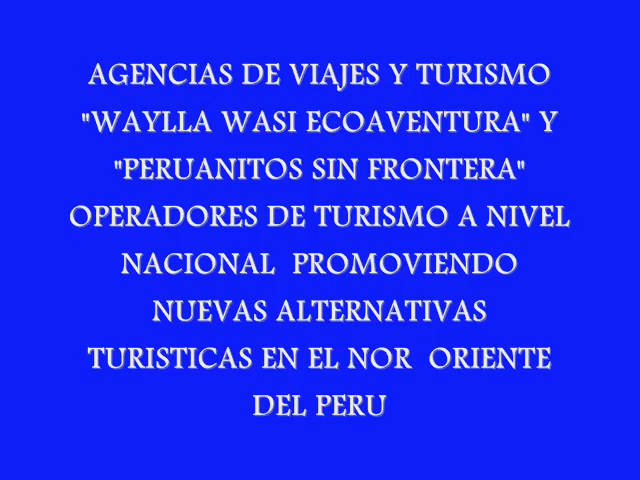 AGENCIAS DE VIAJES Y TURISMO
"WAYLLA WASI ECOAVENTURA" Y
"PERUANITOS SIN FRONTERA"
OPERADORES DE TURISMO A NIVEL
NACIONAL  PROMOVIENDO
NUEVAS ALTERNATIVAS
TURISTICAS EN EL NOR  ORIENTE
DEL PERU